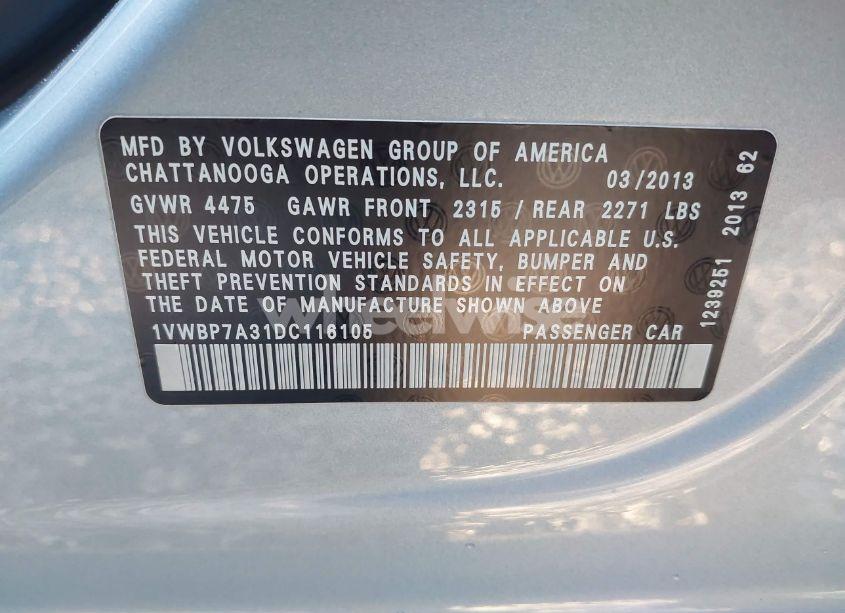 MFD BY VOLKSWAGEN GROUP OF AMERICA
CHATTANOOGA OPERATIONS, LLC. 03/2013
GVWR 4475 GAWR FRONT 2315 / REAR 2271 LBS
THIS VEHICLE CONFORMS TO ALL APPLICABLE U.S.
FEDERAL MOTOR VEHICLE SAFETY, BUMPER AND
THEFT PREVENTION STANDARDS IN EFFECT ON
THE DATE OF MANUFACTURE SHOWN ABOVE
1VWBP7A31DC116105 PASSENGER CAR
1239251 2013 62
wheelwise